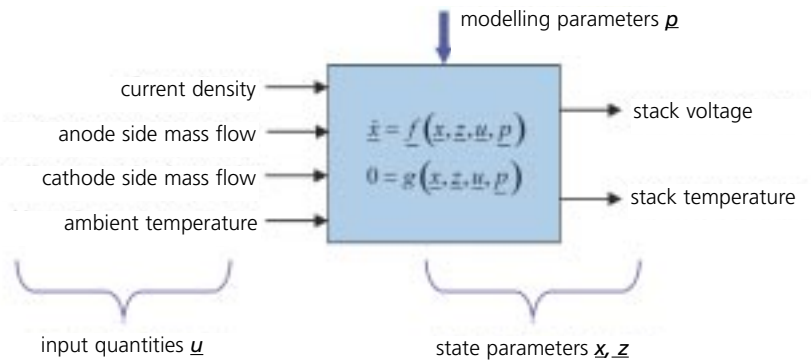 modelling parameters p
current density
anode side mass flow
cathode side mass flow
ambient temperature
ẋ = f(x,z,u,p)
0 = g(x,z,u,p)
stack voltage
stack temperature
input quantities u
state parameters x, z